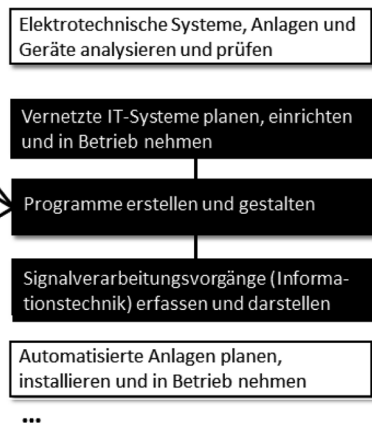 Elektrotechnische Systeme, Anlagen und
Geräte analysieren und prüfen
Vernetzte IT-Systeme planen, einrichten
und in Betrieb nehmen
Programme erstellen und gestalten
Signalverarbeitungsvorgänge (Informa-
tionstechnik) erfassen und darstellen
Automatisierte Anlagen planen,
installieren und in Betrieb nehmen
...